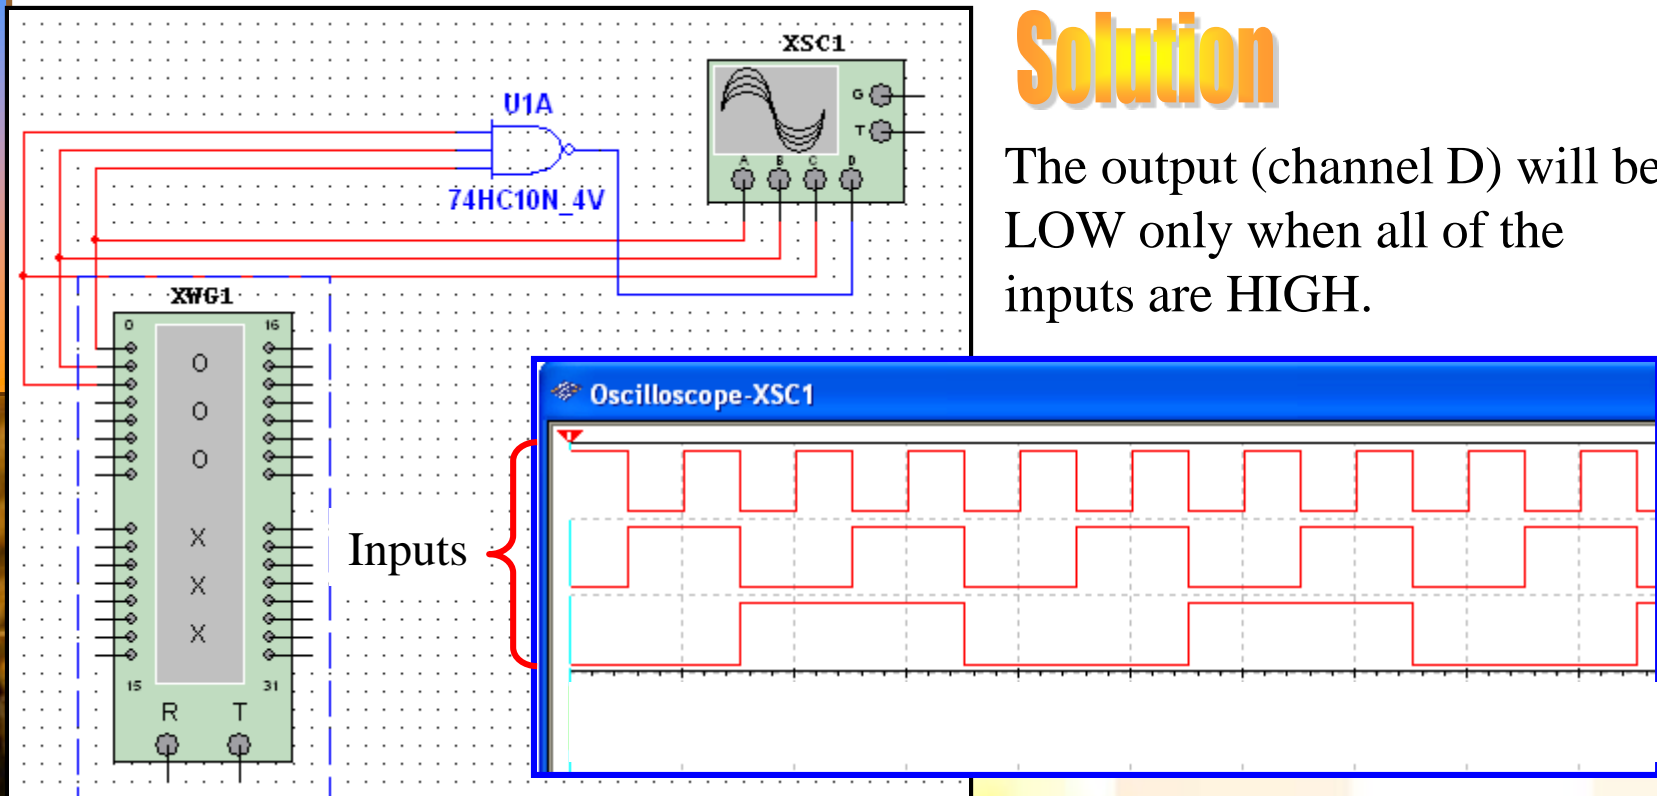 XSC1
G
T
A B C D
U1A
74HC10N_4V
XWG1
0 16
O
O
O
X
X
X
15 31
R T
Solution
The output (channel D) will be
LOW only when all of the
inputs are HIGH.
Oscilloscope-XSC1
Inputs